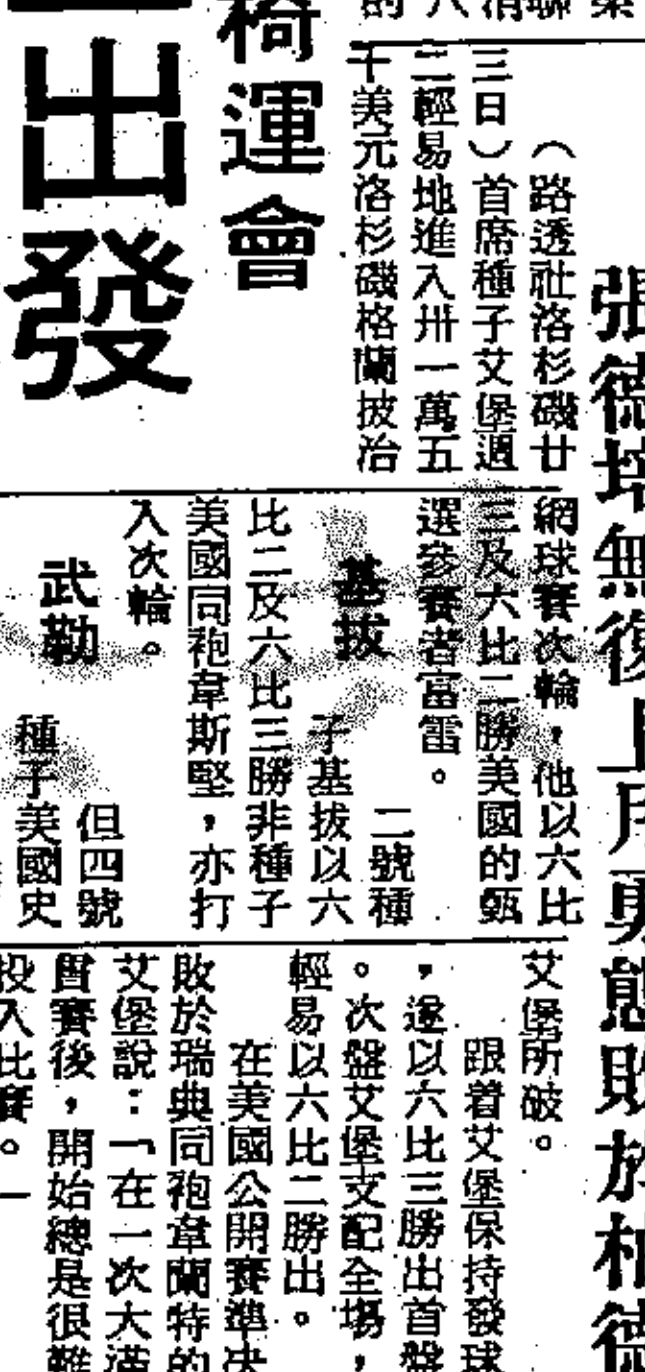 張德培無復上月勇態敗於柏德
（路透社洛杉磯廿
三日）首席種子艾堡週
二輕易地進入卅一萬五
千美元洛杉磯格蘭披治
網球賽次輪，他以六比
三及六比二勝美國的甄
選參賽者富雷。
二號種
子基拔以六
比二及六比三勝非種子
美國同袍韋斯堅，亦打
入次輪。
基拔
但四號
種子美國史
武勒
艾堡所破。
跟着艾堡保持發球
，遂以六比三勝出首盤
。次盤艾堡支配全場，
輕易以六比二勝出。
在美國公開賽準決
敗於瑞典同袍韋蘭特的
艾堡說：「在一次大滿
貫賽後，開始總是很難
投入比賽。
椅運會
出發